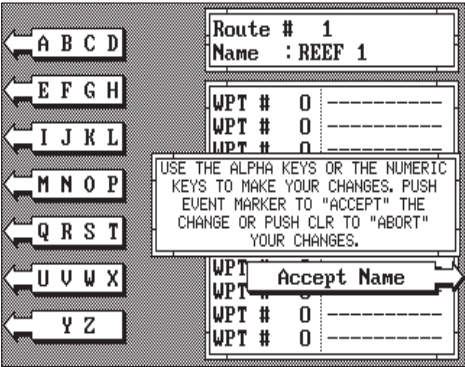 A B C D
E F G H
I J K L
M N O P
Q R S T
U V W X
Y Z
Route # 1
Name : REEF 1
WPT # 0 ----------
WPT # 0 ----------
WPT # 0 ----------
USE THE ALPHA KEYS OR THE NUMERIC
KEYS TO MAKE YOUR CHANGES. PUSH
EVENT MARKER TO "ACCEPT" THE
CHANGE OR PUSH CLR TO "ABORT"
YOUR CHANGES.
WPT
Accept Name
WPT
WPT # 0 ----------
WPT # 0 ----------